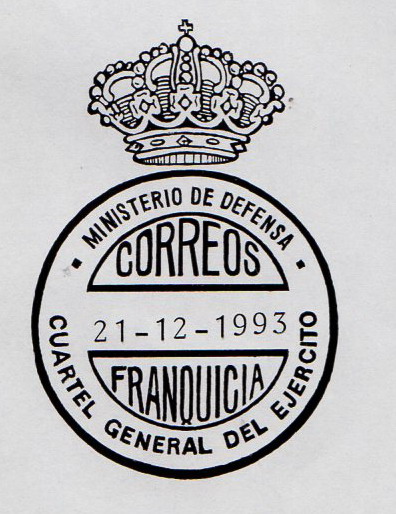 MINISTERIO DE DEFENSA
CORREOS
21-12-1993
FRANQUICIA
CUARTEL GENERAL DEL EJERCITO